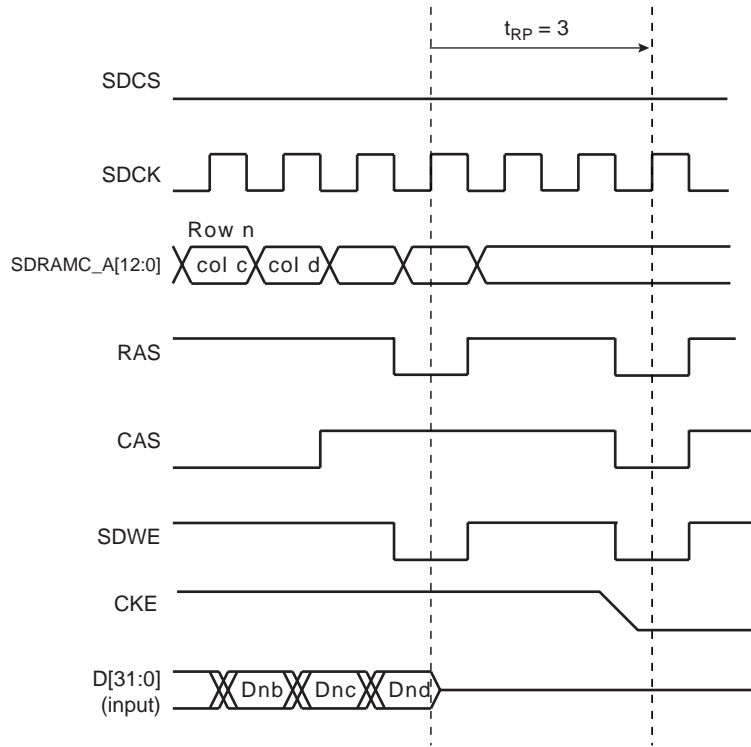 tRP = 3
SDCS
SDCK
Row n
SDRAMC_A[12:0]
col c col d
RAS
CAS
SDWE
CKE
D[31:0]
(input)
Dnb Dnc Dnd